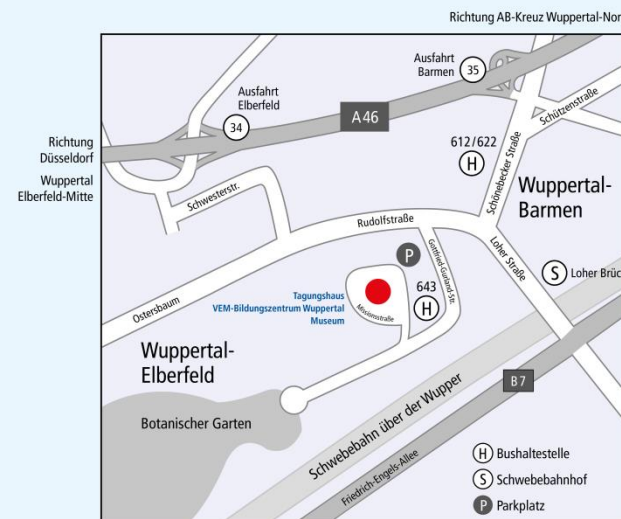 Richtung AB-Kreuz Wuppertal-Nor
Ausfahrt
Barmen
35
Ausfahrt
Elberfeld
34
A46
Schützenstraße
Richtung
Düsseldorf
Wuppertal
Elberfeld-Mitte
612/622
H
Schönebecker Straße
Wuppertal-
Barmen
Schwesterstr.
Rudolfstraße
Loher Straße
P
Gottfried-Gurland-Str.
S
Loher Brüc
643
H
Tagungshaus
VEM-Bildungszentrum Wuppertal
Museum
Missionsstraße
Ostersbaum
Wuppertal-
Elberfeld
B7
Schwebebahn über der Wupper
Botanischer Garten
Friedrich-Engels-Allee
H Bushaltestelle
S Schwebebahnhof
P Parkplatz